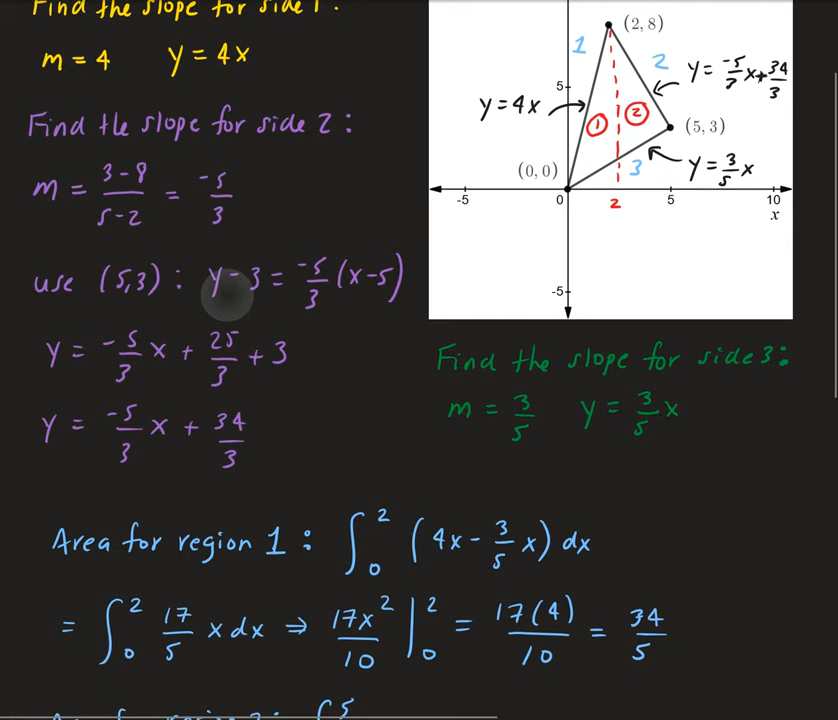 Find the slope for side 1:
m = 4 y = 4x
Find the slope for side 2:
m = 3-8/5-2 = -5/3
use (5,3): y-3 = -5/3 (x-5)
y = -5/3 x + 25/3 + 3
y = -5/3 x + 34/3
(2,8)
1
2
y = -5/3 x + 34/3
5
y = 4x
1
2
(5,3)
(0,0)
3
y = 3/5 x
-5
0
2
5
10
x
-5
Find the slope for side 3:
m = 3/5 y = 3/5 x
Area for region 1: ∫₀² (4x - 3/5 x) dx
= ∫₀² 17/5 x dx ⇒ 17x²/10 |₀² = 17(4)/10 = 34/5